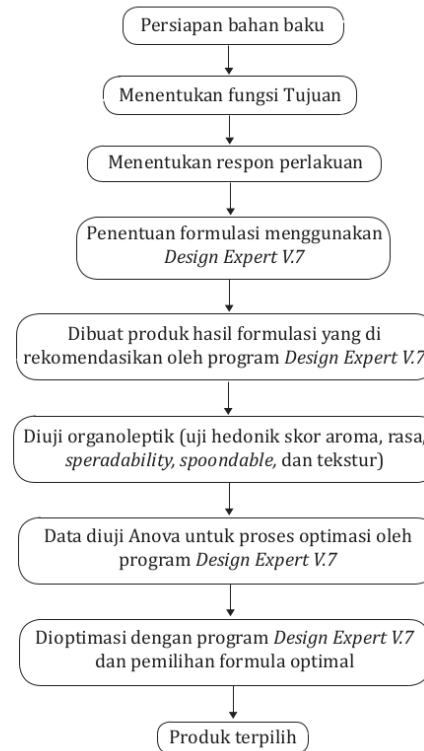 Persiapan bahan baku
Menentukan fungsi Tujuan
Menentukan respon perlakuan
Penentuan formulasi menggunakan
Design Expert V.7
Dibuat produk hasil formulasi yang di
rekomendasikan oleh program Design Expert V.7
Diuji organoleptik (uji hedonik skor aroma, rasa,
speradability, spoondable, dan tekstur)
Data diuji Anova untuk proses optimasi oleh
program Design Expert V.7
Dioptimasi dengan program Design Expert V.7
dan pemilihan formula optimal
Produk terpilih